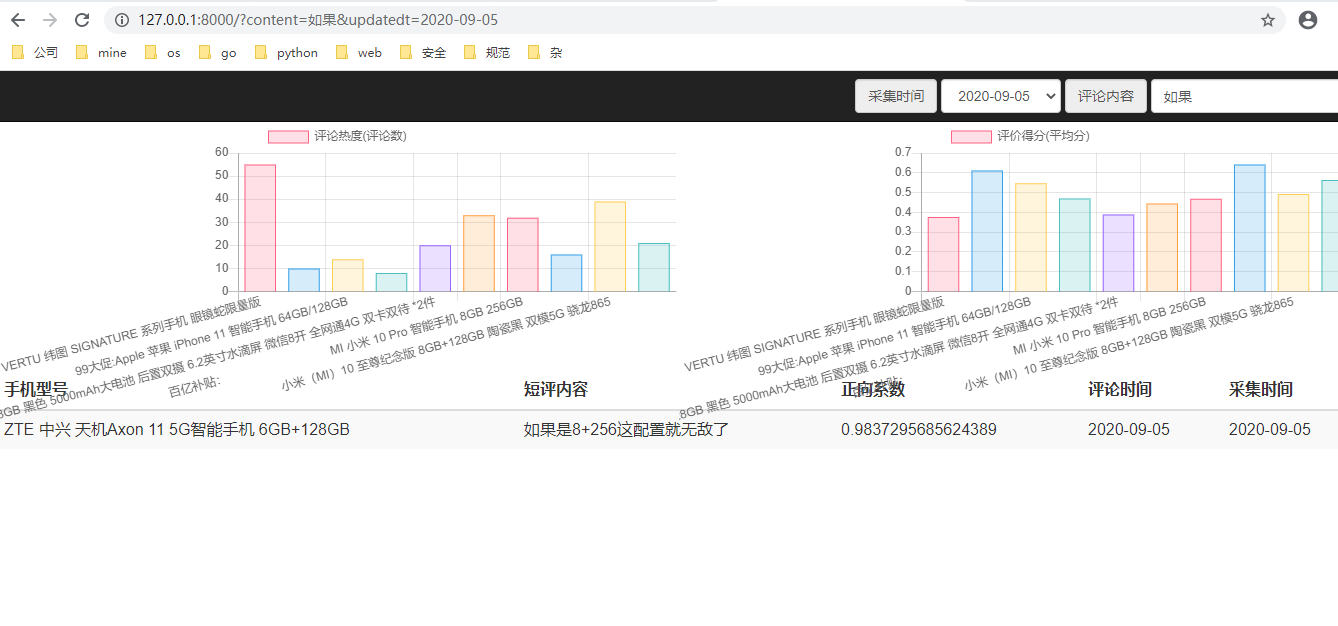 127.0.0.1:8000/?content=如果&updatedt=2020-09-05
公司 mine os go python web 安全 规范 杂
采集时间 2020-09-05 评论内容 如果
评论热度(评论数)
60
50
40
30
20
10
0
VERTU 纬图 SIGNATURE 系列手机 眼镜蛇限量版
99大促:Apple 苹果 iPhone 11 智能手机 64GB/128GB
8GB 黑色 5000mAh大电池 后置双摄 6.2英寸水滴屏 微信8开 全网通4G 双卡双待 *2件
百亿补贴： MI 小米 10 Pro 智能手机 8GB 256GB
小米（MI）10 至尊纪念版 8GB+128GB 陶瓷黑 双模5G 骁龙865
评价得分(平均分)
0.7
0.6
0.5
0.4
0.3
0.2
0.1
0
VERTU 纬图 SIGNATURE 系列手机 眼镜蛇限量版
99大促:Apple 苹果 iPhone 11 智能手机 64GB/128GB
8GB 黑色 5000mAh大电池 后置双摄 6.2英寸水滴屏 微信8开 全网通4G 双卡双待 *2件
百亿补贴： MI 小米 10 Pro 智能手机 8GB 256GB
小米（MI）10 至尊纪念版 8GB+128GB 陶瓷黑 双模5G 骁龙865
手机型号 短评内容 正向系数 评论时间 采集时间
ZTE 中兴 天机Axon 11 5G智能手机 6GB+128GB 如果是8+256这配置就无敌了 0.9837295685624389 2020-09-05 2020-09-05